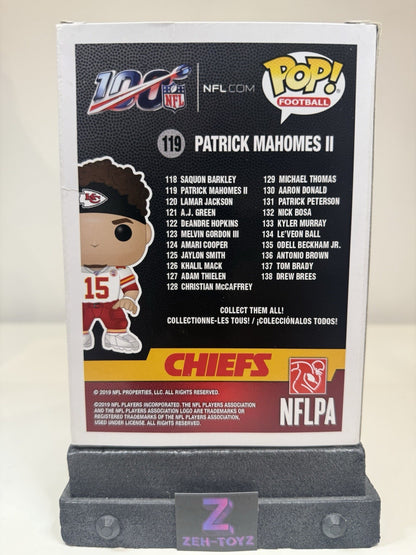 100 NFL
NFL.COM
POP!
FOOTBALL
119 PATRICK MAHOMES II
118 SAQUON BARKLEY
119 PATRICK MAHOMES II
120 LAMAR JACKSON
121 A.J. GREEN
122 DeANDRE HOPKINS
123 MELVIN GORDON III
124 AMARI COOPER
125 JAYLON SMITH
126 KHALIL MACK
127 ADAM THIELEN
128 CHRISTIAN McCAFFREY
129 MICHAEL THOMAS
130 AARON DONALD
131 PATRICK PETERSON
132 NICK BOSA
133 KYLER MURRAY
134 Le'VEON BALL
135 ODELL BECKHAM JR.
136 ANTONIO BROWN
137 TOM BRADY
138 DREW BREES
COLLECT THEM ALL!
COLLECTIONNE-LES TOUS! / ¡COLECCIÓNALOS TODOS!
KC
15
CHIEFS
© 2019 NFL PROPERTIES, LLC. ALL RIGHTS RESERVED.
©2019 NFL PLAYERS INCORPORATED. THE NFL PLAYERS ASSOCIATION
AND THE NFL PLAYERS ASSOCIATION LOGO ARE TRADEMARKS OR
REGISTERED TRADEMARKS OF THE NFL PLAYERS ASSOCIATION,
USED UNDER LICENSE. ALL RIGHTS RESERVED.
NFLPA
Z
ZEH-TOYZ